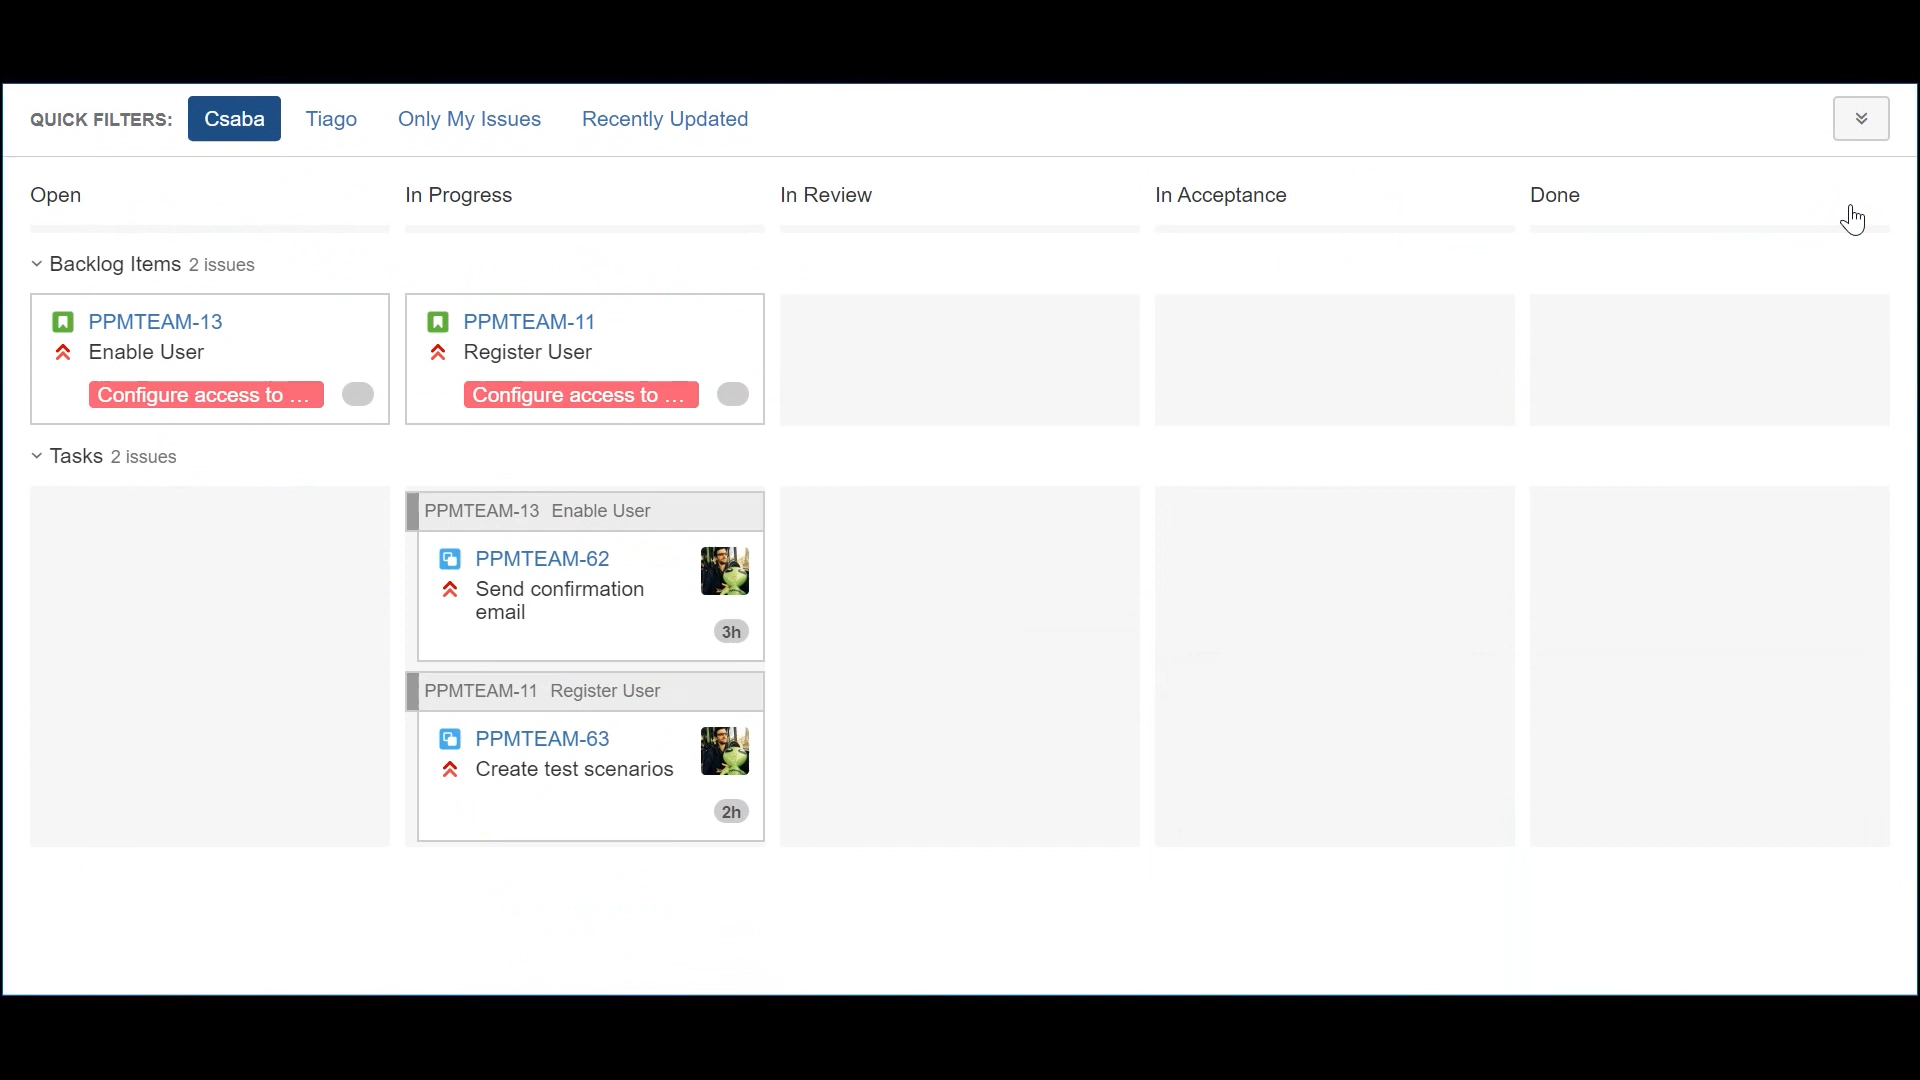 QUICK FILTERS: Csaba Tiago Only My Issues Recently Updated
Open In Progress In Review In Acceptance Done
Backlog Items 2 issues
PPMTEAM-13
Enable User
Configure access to ...
PPMTEAM-11
Register User
Configure access to ...
Tasks 2 issues
PPMTEAM-13 Enable User
PPMTEAM-62
Send confirmation
email
3h
PPMTEAM-11 Register User
PPMTEAM-63
Create test scenarios
2h